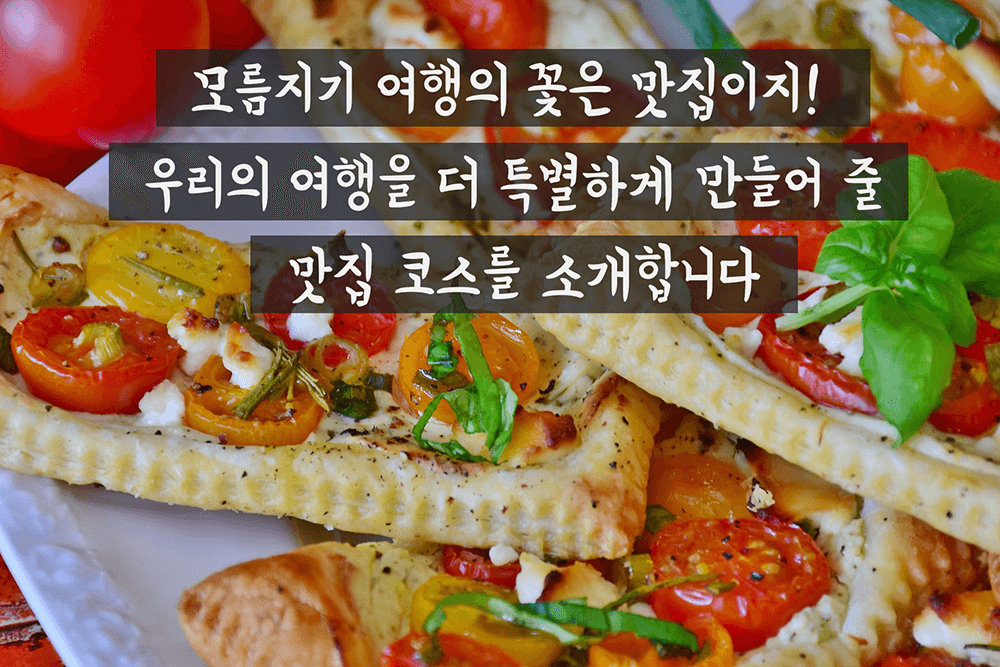 모름지기 여행의 꽃은 맛집이지!
우리의 여행을 더 특별하게 만들어 줄
맛집 코스를 소개합니다